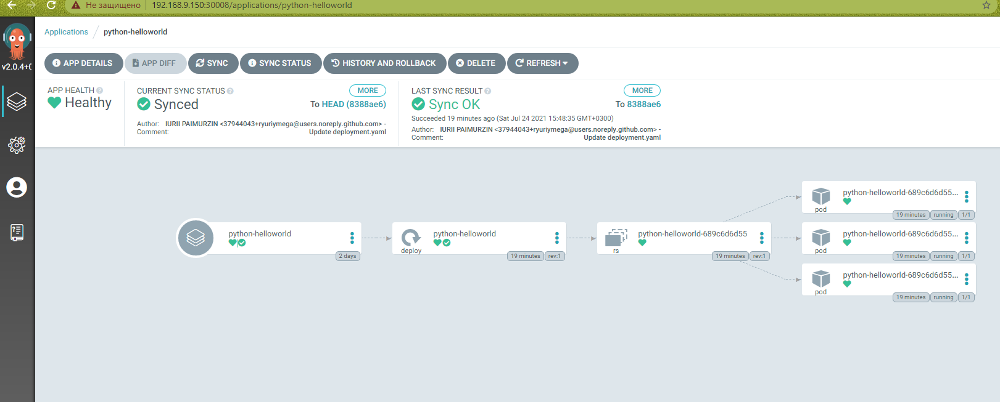 Не защищено 192.168.9.150:30008/applications/python-helloworld
Applications / python-helloworld
v2.0.4+0
APP DETAILS APP DIFF SYNC SYNC STATUS HISTORY AND ROLLBACK DELETE REFRESH
APP HEALTH
Healthy
CURRENT SYNC STATUS MORE
Synced To HEAD (8388ae6)
Author: IURII PAIMURZIN <37944043+ryuriymega@users.noreply.github.com> -
Comment: Update deployment.yaml
LAST SYNC RESULT MORE
Sync OK To 8388ae6
Succeeded 19 minutes ago (Sat Jul 24 2021 15:48:35 GMT+0300)
Author: IURII PAIMURZIN <37944043+ryuriymega@users.noreply.github.com> -
Comment: Update deployment.yaml
python-helloworld
2 days
python-helloworld
deploy
19 minutes rev:1
python-helloworld-689c6d6d55
rs
19 minutes rev:1
python-helloworld-689c6d6d55...
pod
19 minutes running 1/1
python-helloworld-689c6d6d55...
pod
19 minutes running 1/1
python-helloworld-689c6d6d55...
pod
19 minutes running 1/1